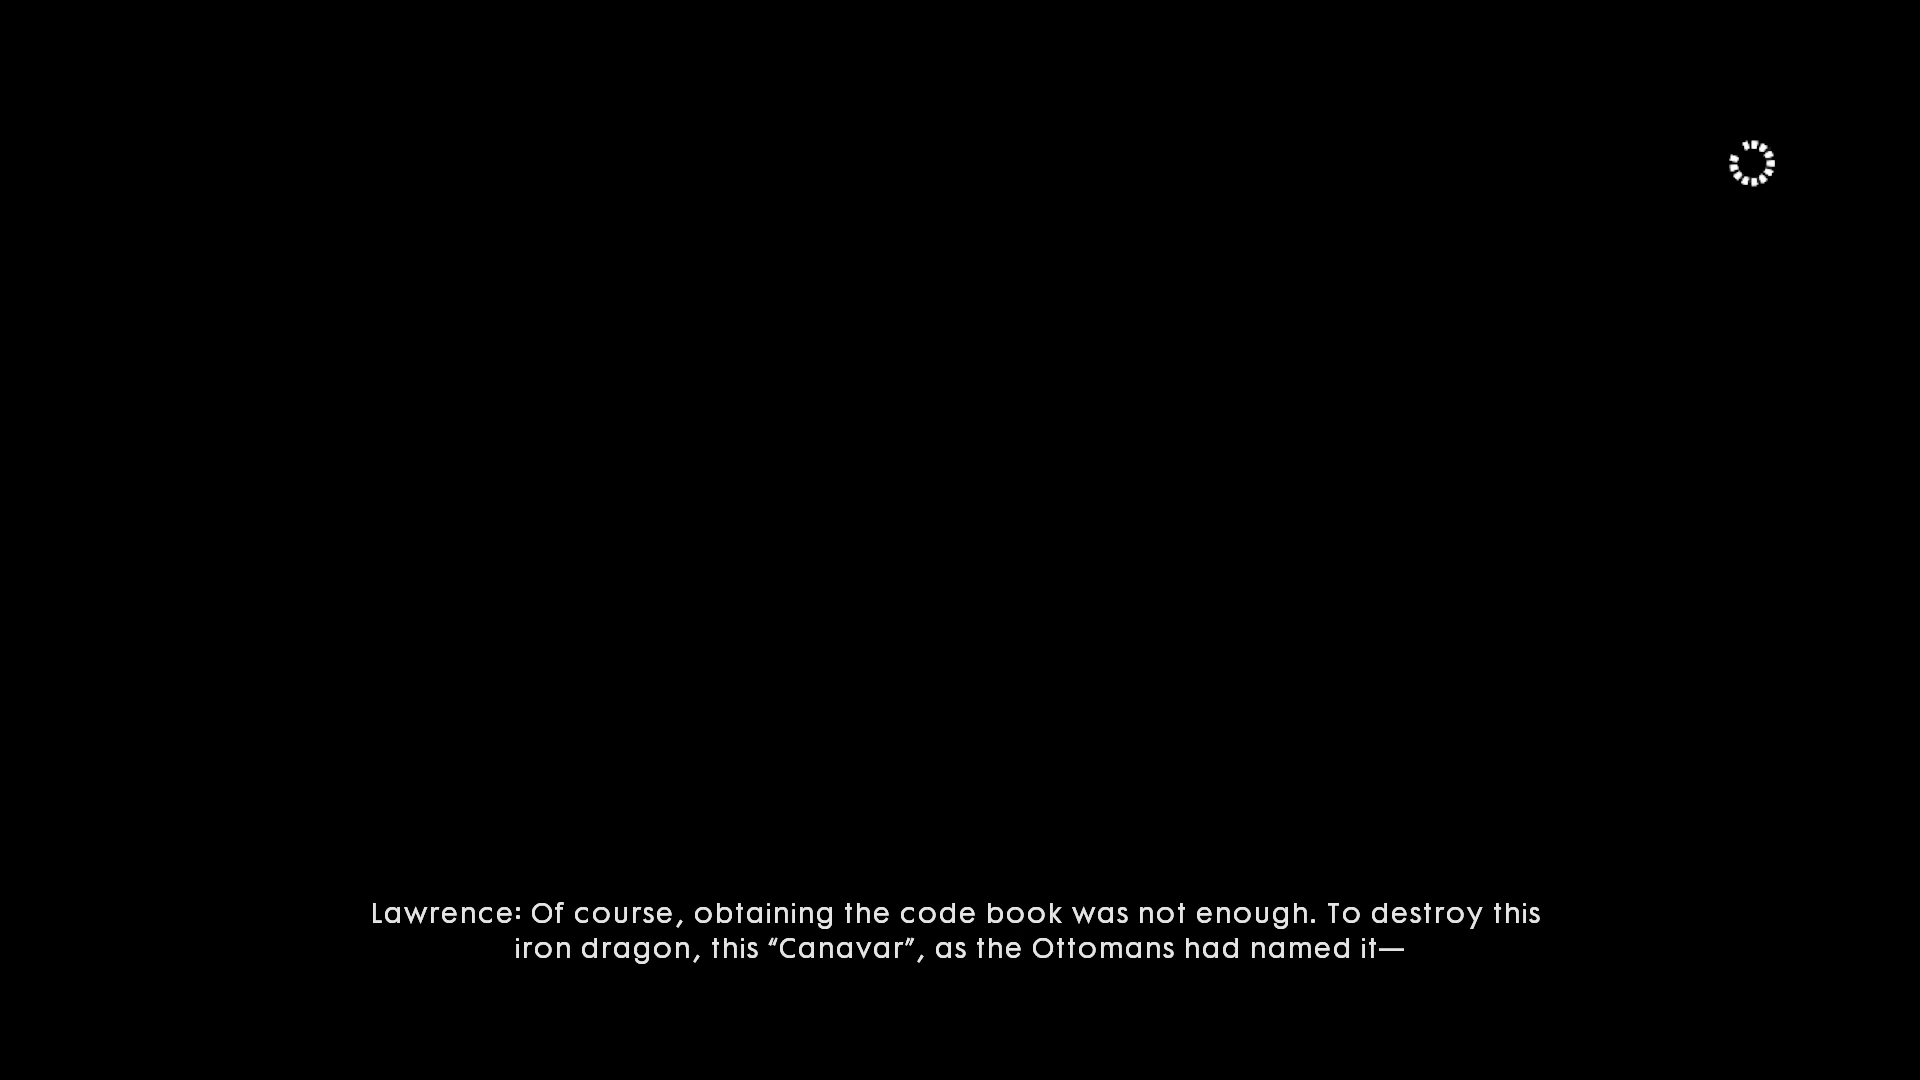 Lawrence: Of course, obtaining the code book was not enough. To destroy this
iron dragon, this “Canavar”, as the Ottomans had named it—